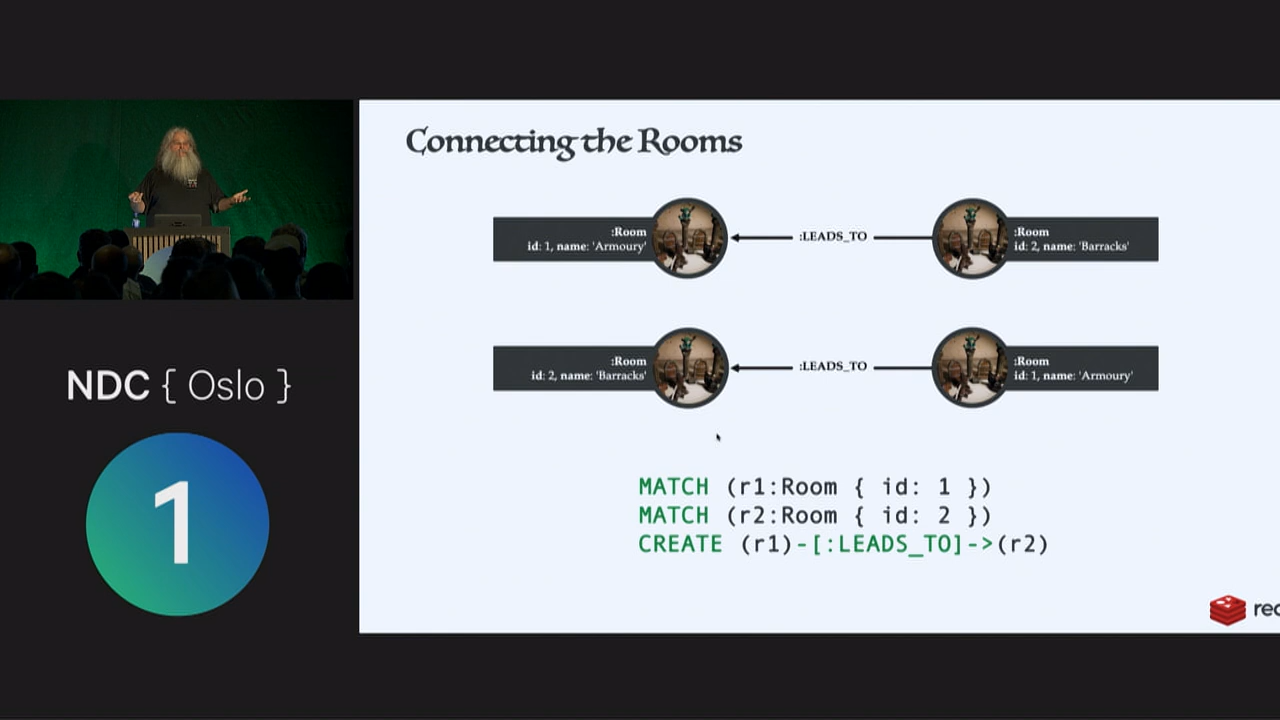 Connecting the Rooms
:Room
id: 1, name: 'Armoury'
:LEADS_TO
:Room
id: 2, name: 'Barracks'
:Room
id: 2, name: 'Barracks'
:LEADS_TO
:Room
id: 1, name: 'Armoury'
NDC { Oslo }
1
MATCH (r1:Room { id: 1 })
MATCH (r2:Room { id: 2 })
CREATE (r1)-[:LEADS_TO]->(r2)